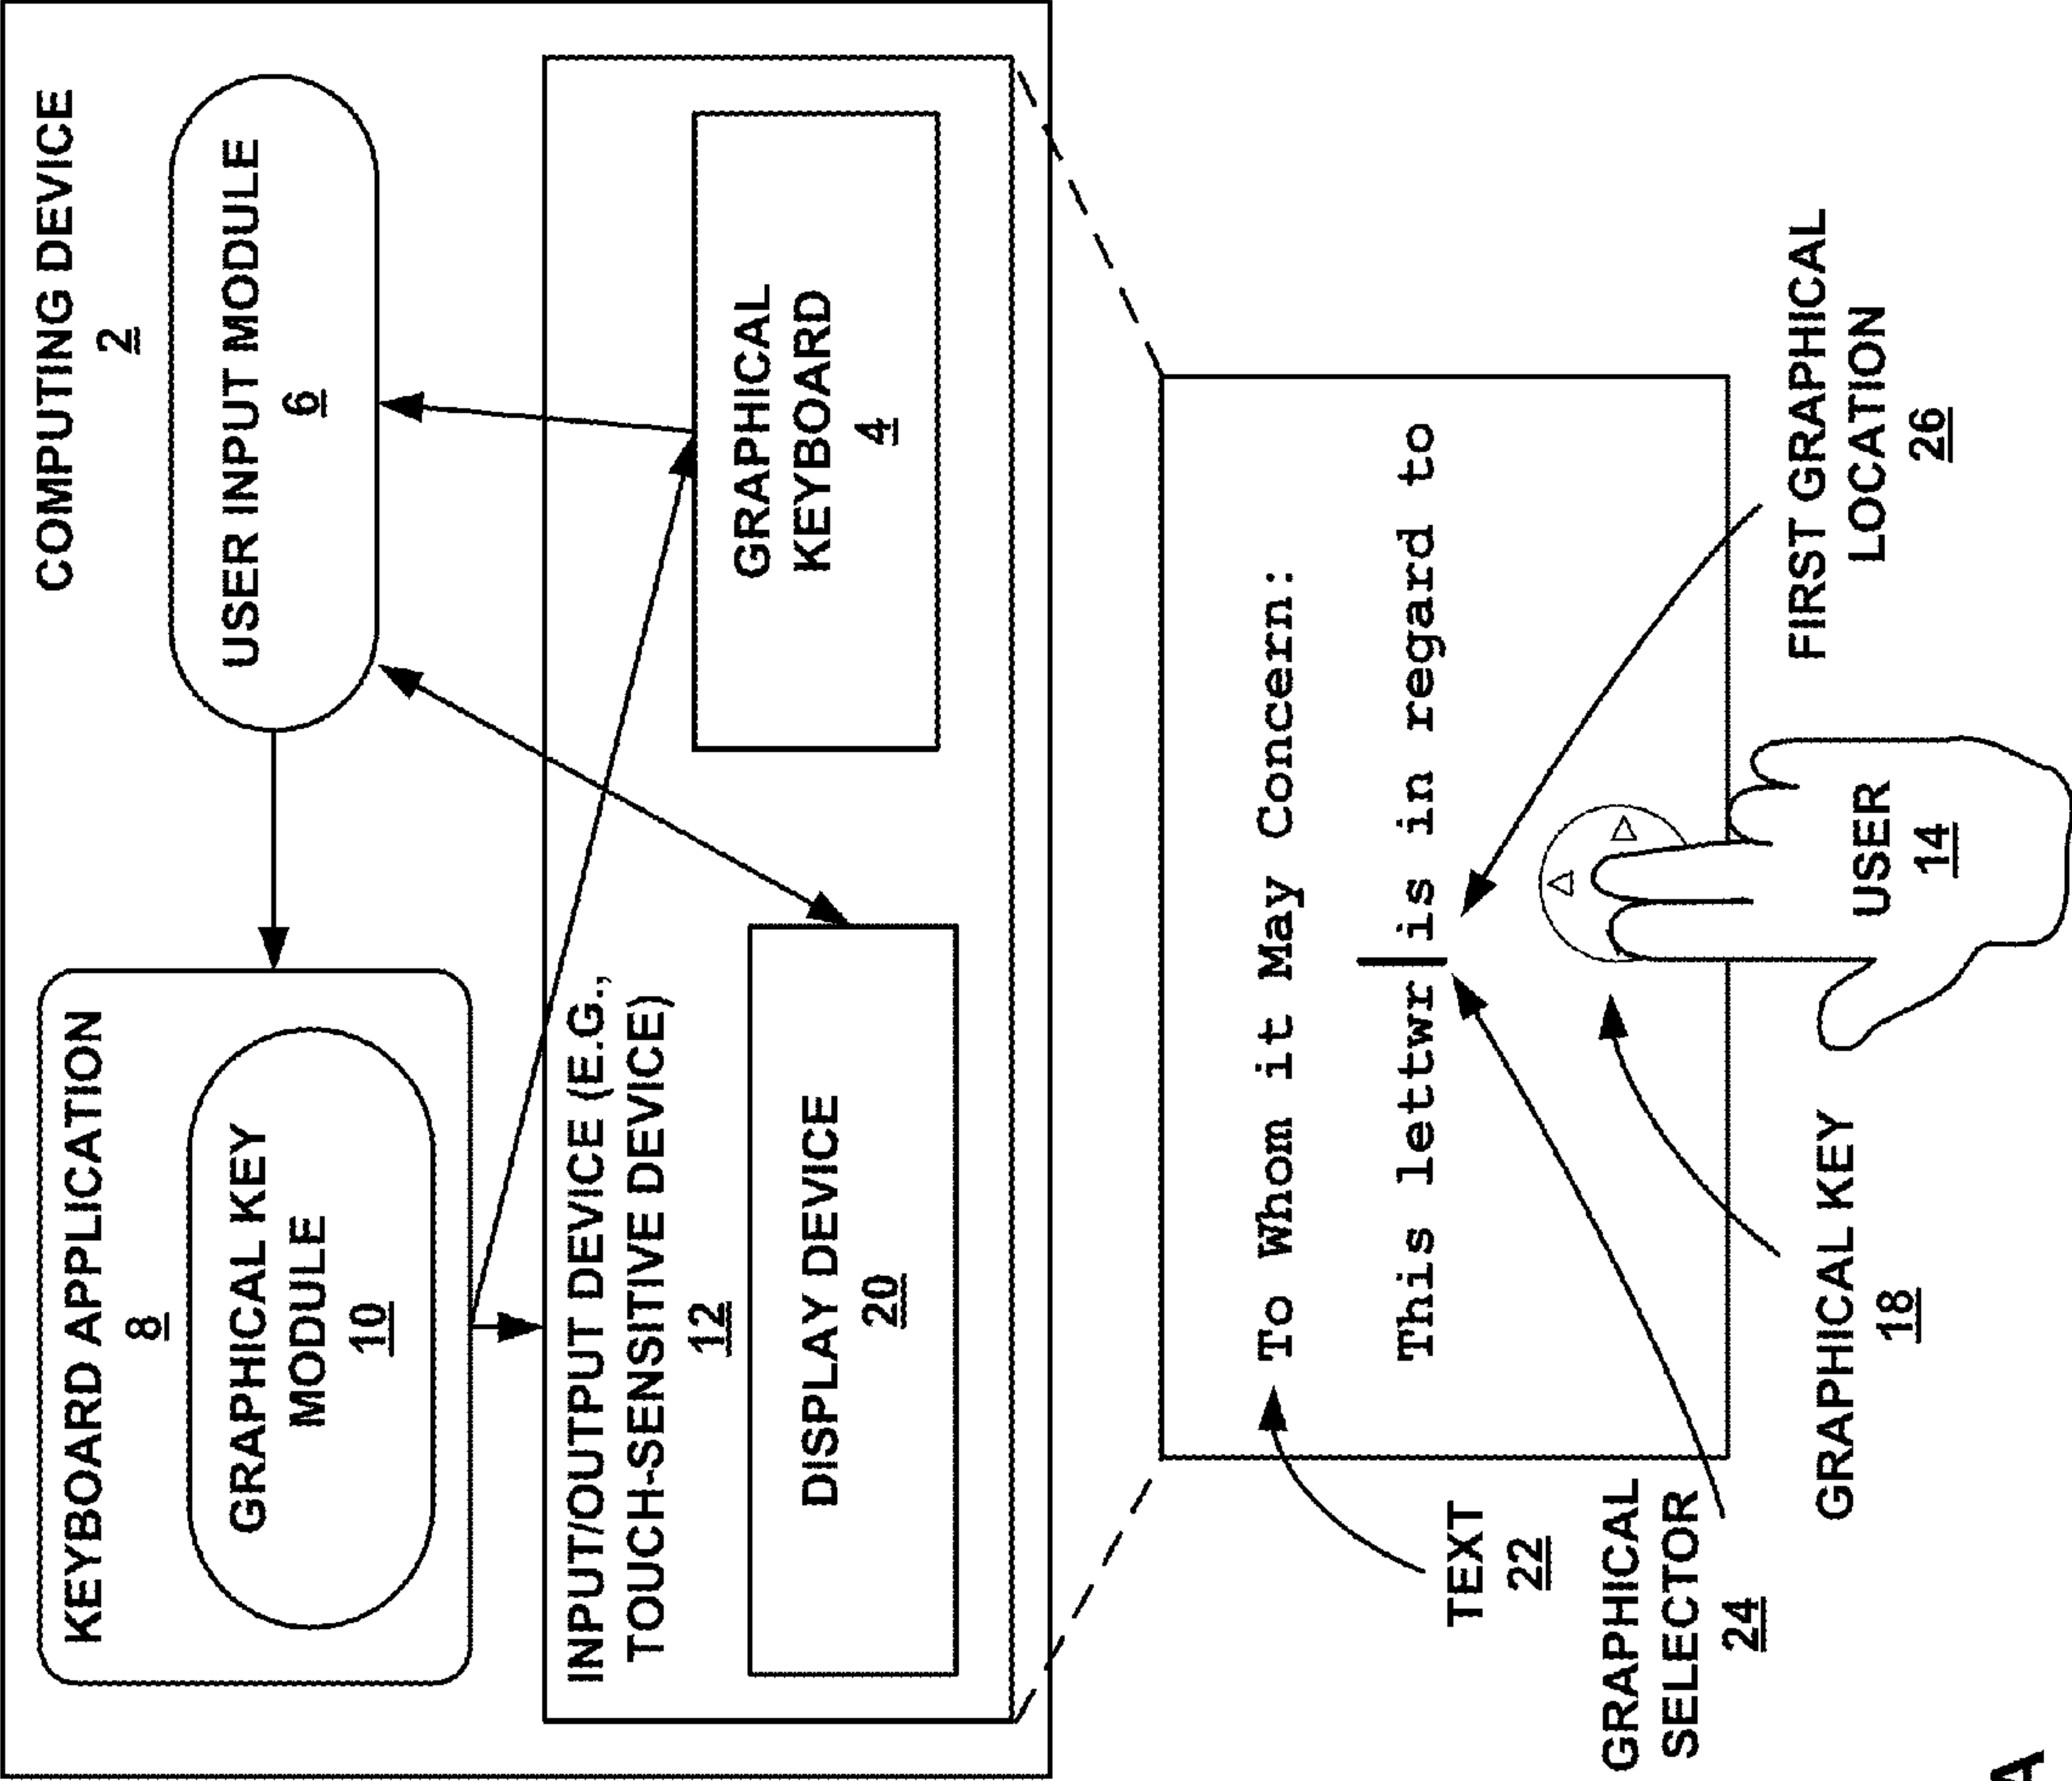 COMPUTING DEVICE
2
KEYBOARD APPLICATION
8
GRAPHICAL KEY
MODULE
10
USER INPUT MODULE
6
INPUT/OUTPUT DEVICE (E.G.,
TOUCH-SENSITIVE DEVICE)
12
DISPLAY DEVICE
20
GRAPHICAL
KEYBOARD
4
To Whom it May Concern:
This lettwr is in regard to
TEXT
22
GRAPHICAL
SELECTOR
24
GRAPHICAL KEY
18
USER
14
FIRST GRAPHICAL
LOCATION
26